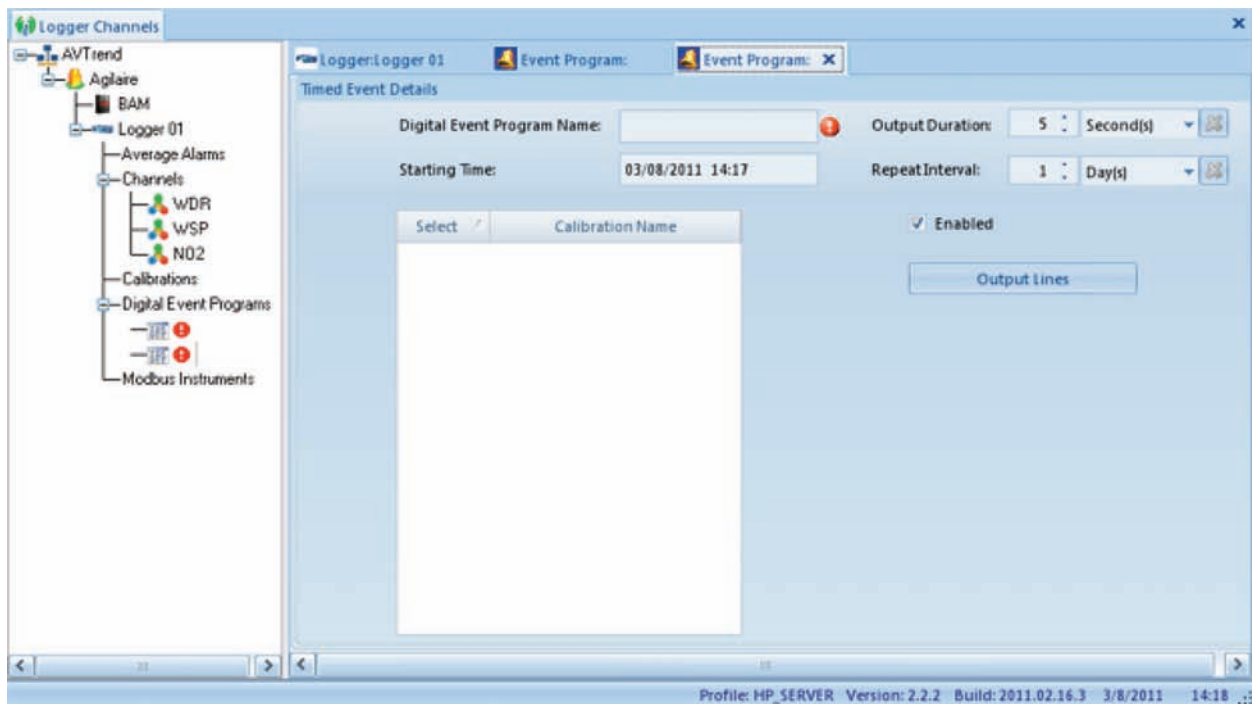 Logger Channels
AVTrend
Agilaire
BAM
Logger 01
Average Alarms
Channels
WDR
WSP
NO2
Calibrations
Digital Event Programs
Modbus Instruments
Logger:Logger 01
Event Program:
Event Program:
Timed Event Details
Digital Event Program Name:
Output Duration: 5 Second(s)
Starting Time: 03/08/2011 14:17
Repeat Interval: 1 Day(s)
Select
Calibration Name
Enabled
Output Lines
Profile: HP_SERVER Version: 2.2.2 Build: 2011.02.16.3 3/8/2011 14:18